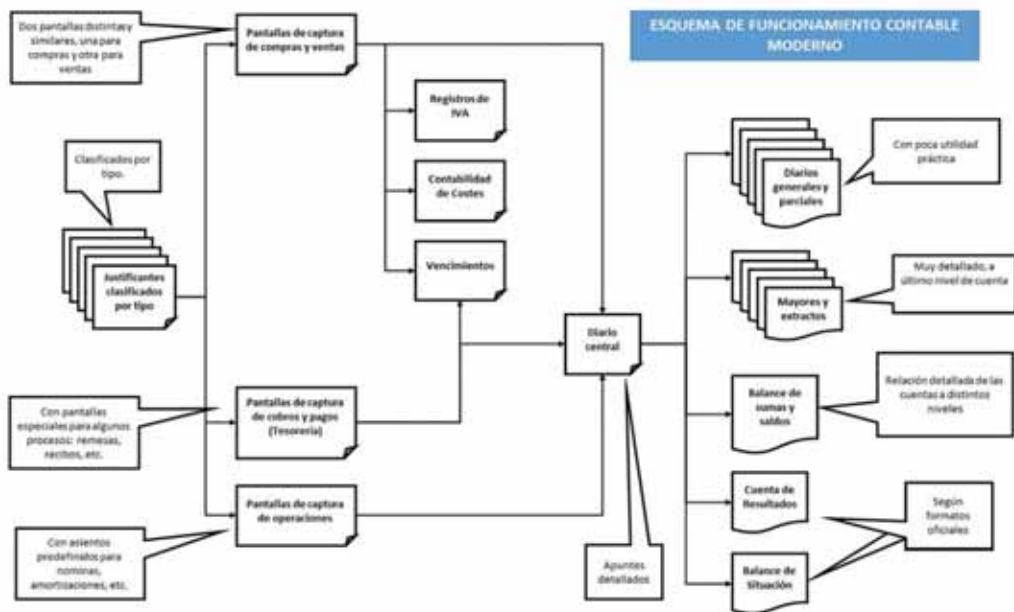 Dos pantallas distintas y
similares, una para
compras y otra para
ventas
Pantallas de captura
de compras y ventas
ESQUEMA DE FUNCIONAMIENTO CONTABLE
MODERNO
Registros de
IVA
Clasificados por
tipo.
Contabilidad
de Costes
Justificantes
clasificados
por tipo
Vencimientos
Diarios
generales y
parciales
Con poca utilidad
práctica
Mayores y
extractos
Muy detallado, a
último nivel de cuenta
Diario
central
Con pantallas
especiales para algunos
procesos: remesas,
recibos, etc.
Pantallas de captura
de cobros y pagos
(Tesorería)
Balance de
sumas y
saldos
Relación detallada de las
cuentas a distintos
niveles
Pantallas de captura
de operaciones
Cuenta de
Resultados
Según
formatos
oficiales
Con asientos
predefinidos para
nominas,
amortizaciones, etc.
Apuntes
detallados
Balance de
Situación